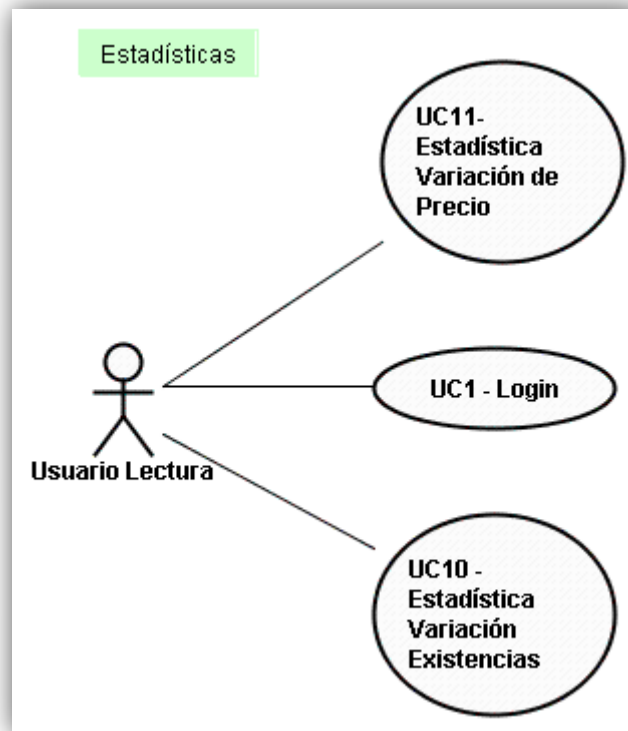 Estadísticas
UC11-
Estadística
Variación de
Precio
UC1 - Login
Usuario Lectura
UC10 -
Estadística
Variación
Existencias